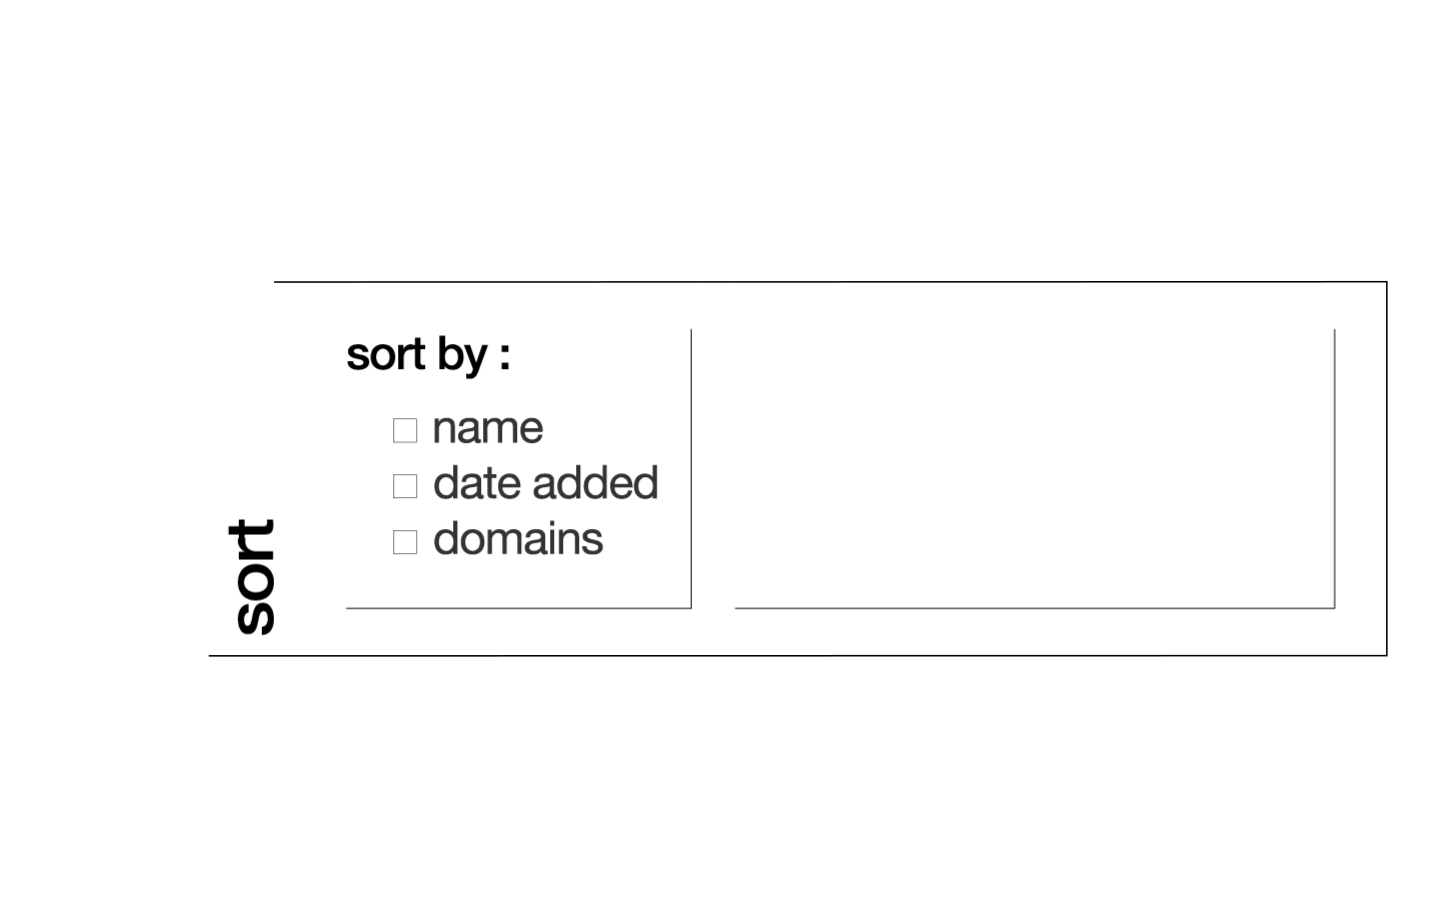 sort
sort by :
name
date added
domains